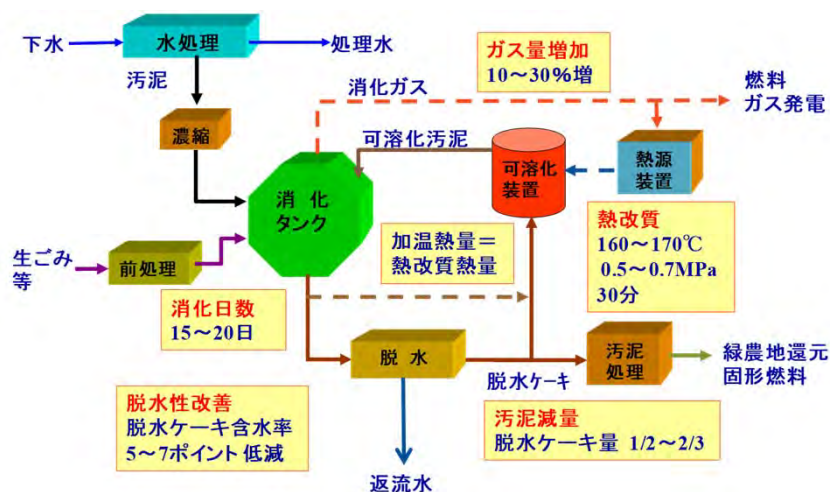 下水
水処理
処理水
汚泥
濃縮
消化ガス
ガス量増加
10～30％増
燃料
ガス発電
可溶化汚泥
可溶化
装置
熱源
装置
消 化
タンク
加温熱量＝
熱改質熱量
熱改質
160～170℃
0.5～0.7MPa
30分
生ごみ
等
前処理
消化日数
15～20日
脱 水
脱水ケーキ
汚泥
処理
緑農地還元
固形燃料
脱水性改善
脱水ケーキ含水率
5～7ポイント低減
汚泥減量
脱水ケーキ量 1/2～2/3
返流水